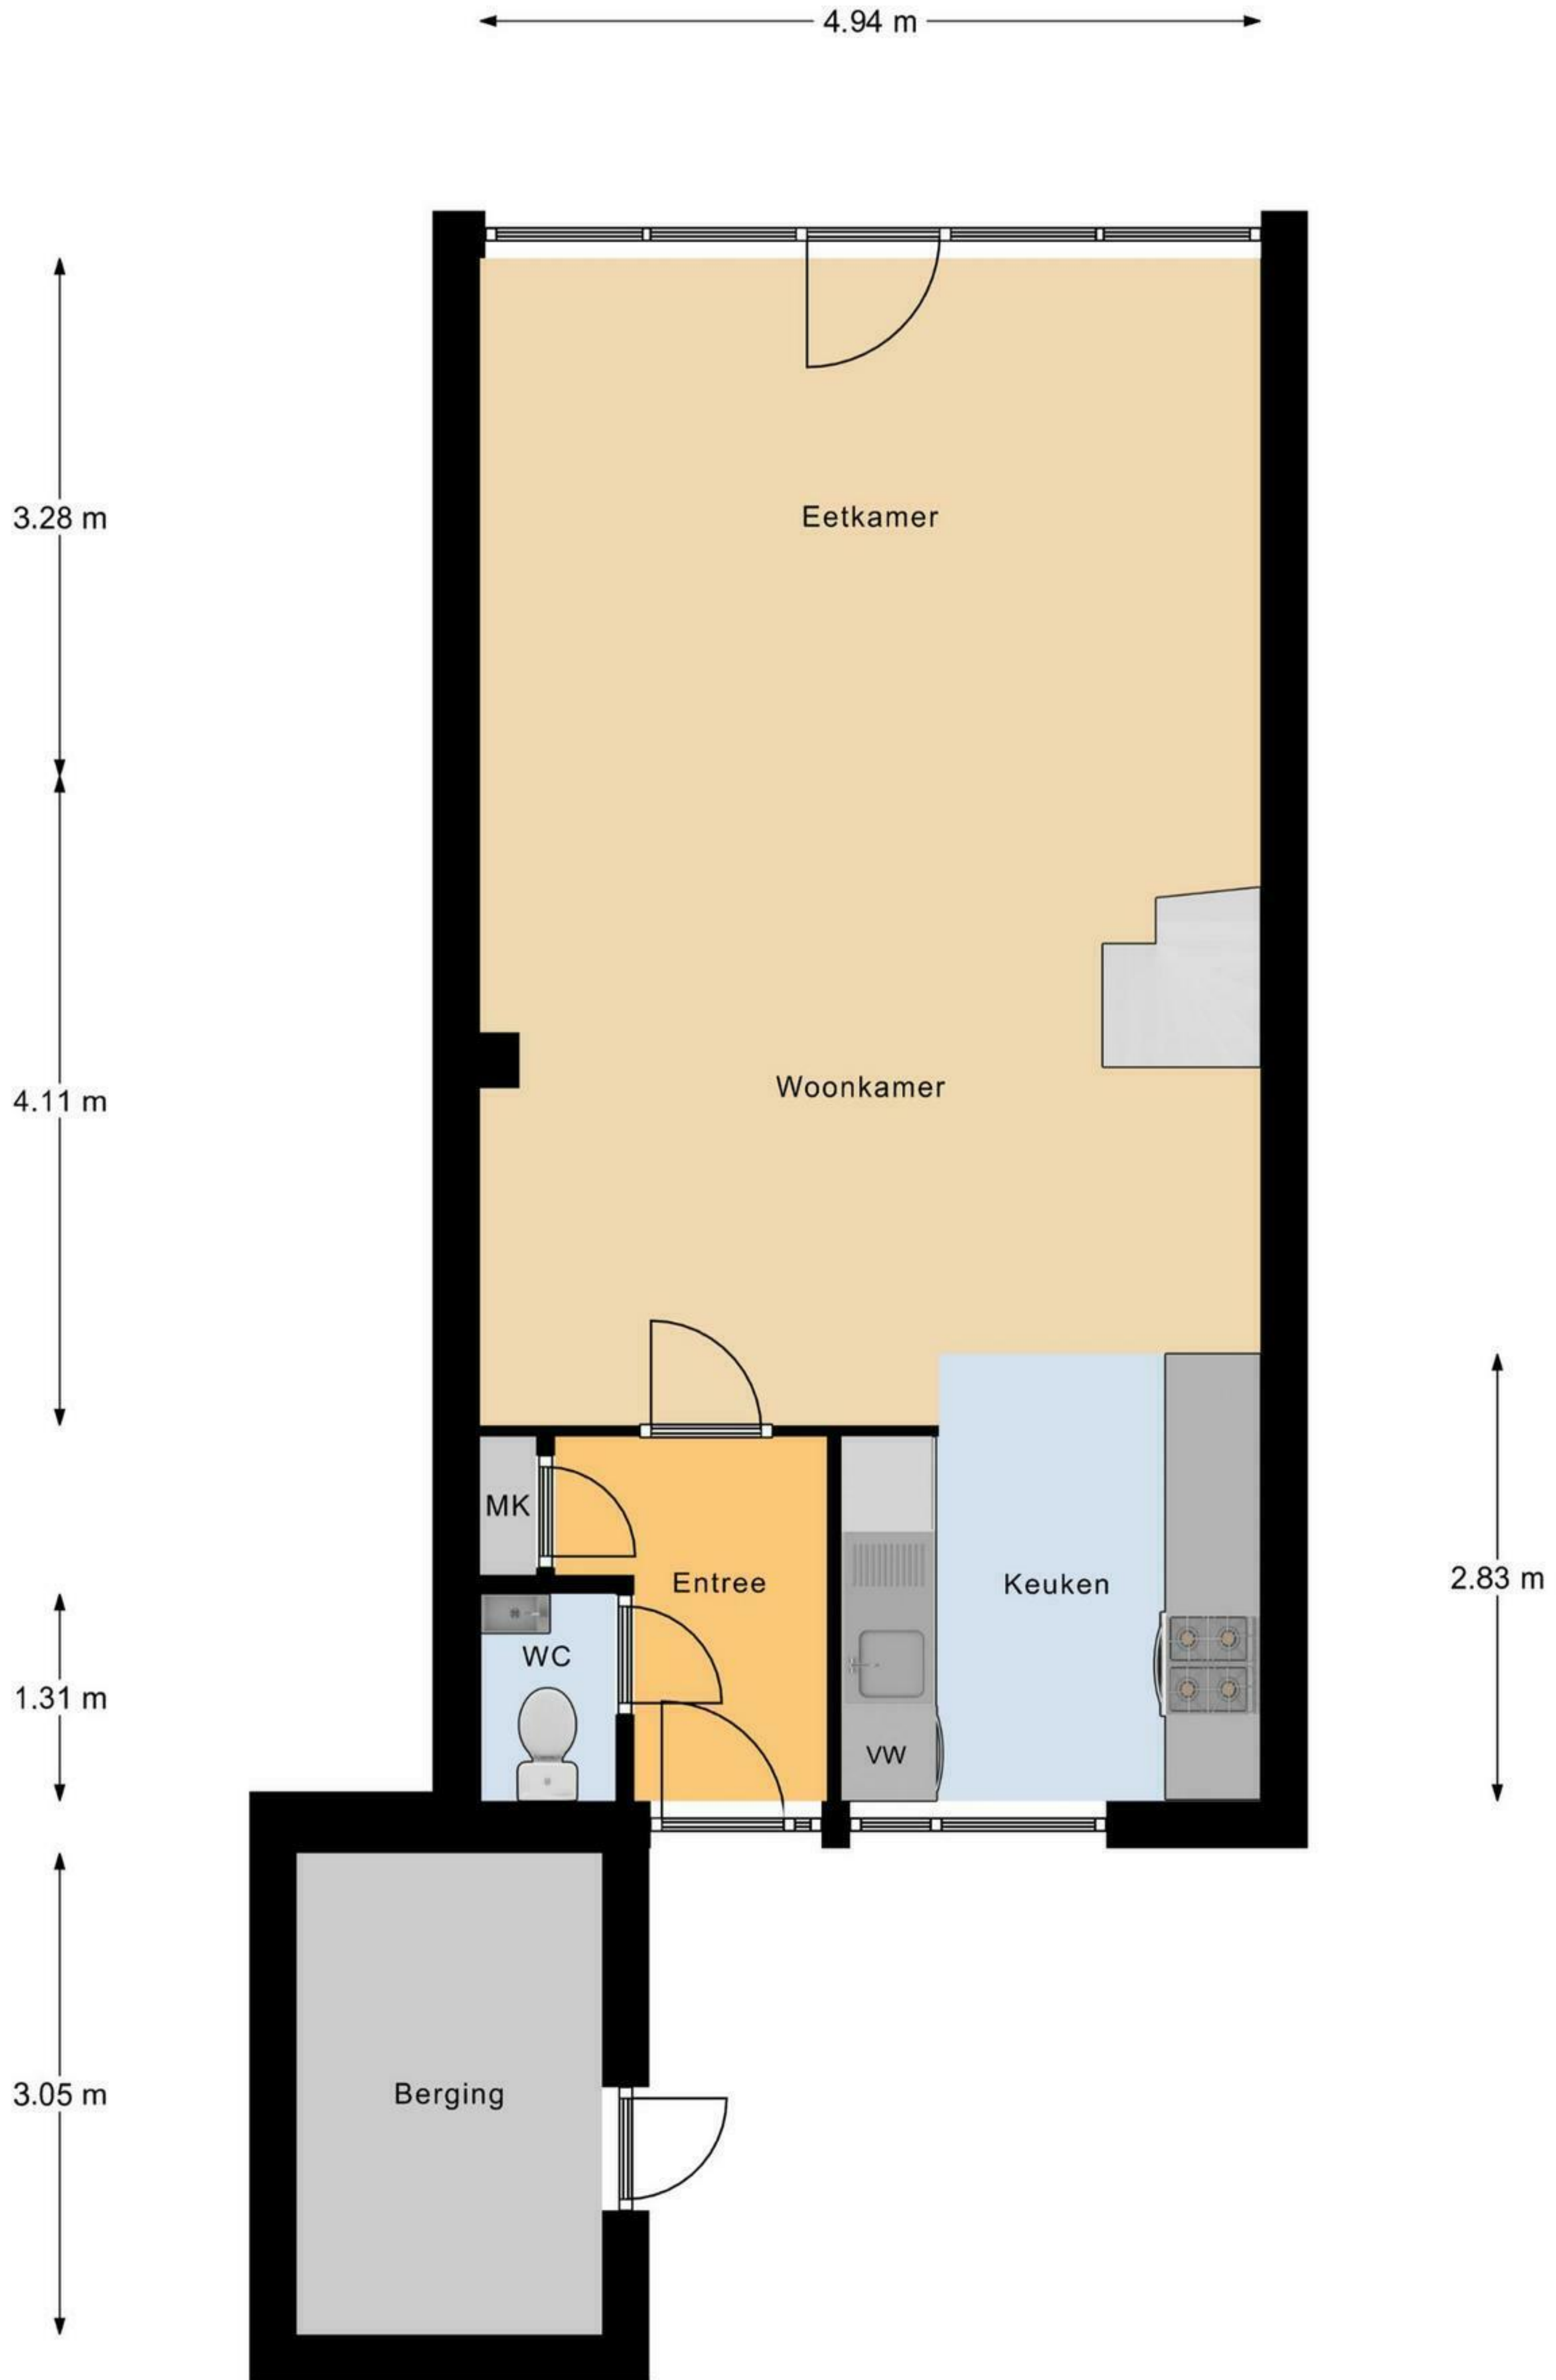 4.94 m
3.28 m
Eetkamer
4.11 m
Woonkamer
MK
Entree
Keuken
2.83 m
WC
1.31 m
VW
3.05 m
Berging